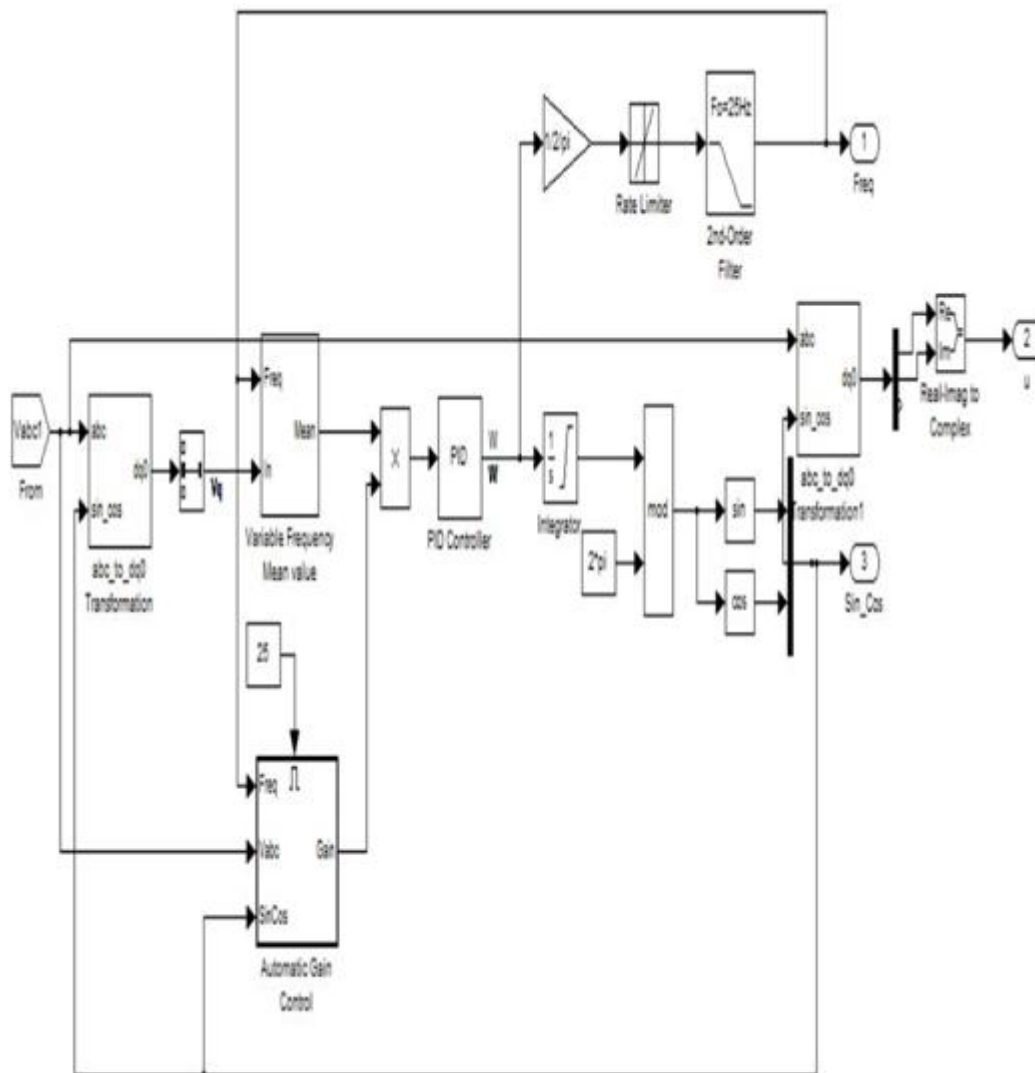 1/2/pi
Rate Limiter
Fo=25Hz
2nd-Order
Filter
1
Freq
Vabc1
From
abc
sin_cos
dq0
abc_to_dq0
Transformation
Vq
Freq
In
Mean
Variable Frequency
Mean value
X
PID
PID Controller
W
W
1
s
Integrator
2*pi
mod
sin
cos
abc
sin_cos
dq0
abc_to_dq0
Transformation1
Re
Im
Real-Imag to
Complex
2
u
3
Sin_Cos
25
Freq
Vabc
SinCos
Gain
Automatic Gain
Control